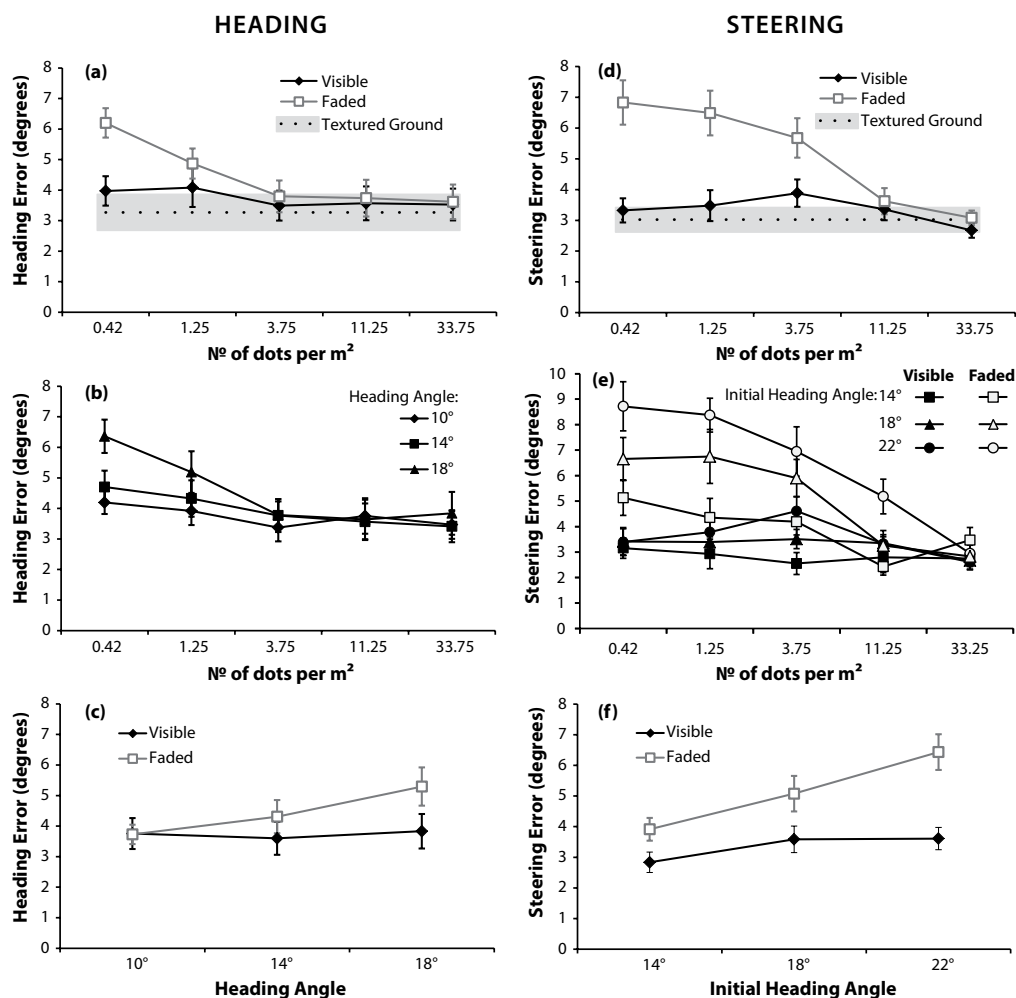 HEADING
STEERING
(a)
Visible
Faded
Textured Ground
Heading Error (degrees)
8
7
6
5
4
3
2
1
0
0.42 1.25 3.75 11.25 33.75
№ of dots per m²
(d)
Visible
Faded
Textured Ground
Steering Error (degrees)
8
7
6
5
4
3
2
1
0
0.42 1.25 3.75 11.25 33.75
№ of dots per m²
(b)
Heading Angle:
10°
14°
18°
Heading Error (degrees)
8
7
6
5
4
3
2
1
0
0.42 1.25 3.75 11.25 33.75
№ of dots per m²
(e)
Visible Faded
Initial Heading Angle: 14°
18°
22°
Steering Error (degrees)
10
9
8
7
6
5
4
3
2
1
0
0.42 1.25 3.75 11.25 33.25
№ of dots per m²
(c)
Visible
Faded
Heading Error (degrees)
8
7
6
5
4
3
2
1
0
10° 14° 18°
Heading Angle
(f)
Visible
Faded
Steering Error (degrees)
8
7
6
5
4
3
2
1
0
14° 18° 22°
Initial Heading Angle